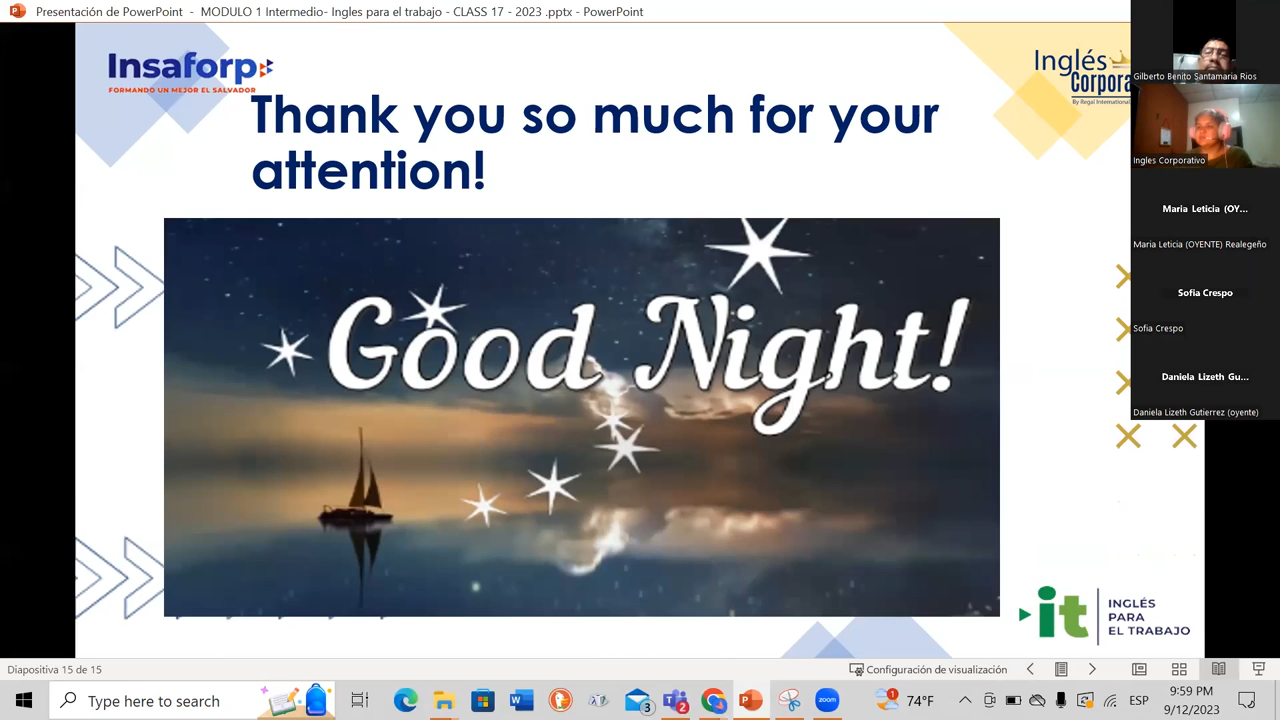 Presentación de PowerPoint - MODULO 1 Intermedio- Ingles para el trabajo - CLASS 17 - 2023 .pptx - PowerPoint
Insaforp
FORMANDO UN MEJOR EL SALVADOR
Inglés
Corpora
By Regal International
Thank you so much for your
attention!
Good Night!
it
INGLÉS
PARA
EL TRABAJO
Gilberto Benito Santamaria Rios
Ingles Corporativo
Maria Leticia (OY...
Maria Leticia (OYENTE) Realegeño
Sofia Crespo
Sofia Crespo
Daniela Lizeth Gu...
Daniela Lizeth Gutierrez (oyente)
Diapositiva 15 de 15
Configuración de visualización
Type here to search
3
2
zoom
1
74°F
ESP
9:59 PM
9/12/2023